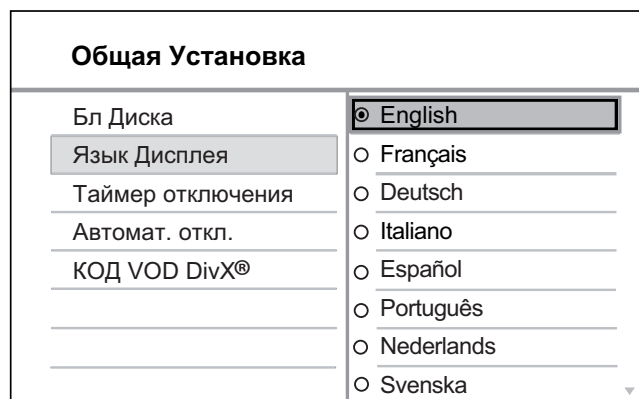 Общая Установка
Бл Диска
Язык Дисплея
Таймер отключения
Автомат. откл.
КОД VOD DivX®
English
Français
Deutsch
Italiano
Español
Português
Nederlands
Svenska